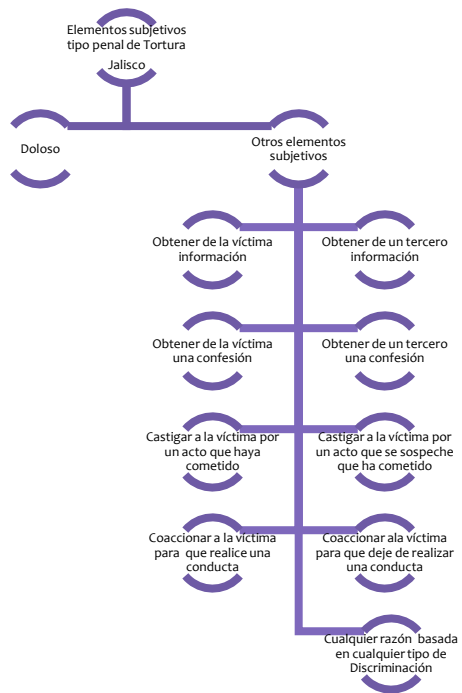 Elementos subjetivos
tipo penal de Tortura
Jalisco
Doloso
Otros elementos
subjetivos
Obtener de la víctima
información
Obtener de un tercero
información
Obtener de la víctima
una confesión
Obtener de un tercero
una confesión
Castigar a la víctima por
un acto que haya
cometido
Castigar a la víctima por
un acto que se sospeche
que ha cometido
Coaccionar a la víctima
para que realice una
conducta
Coaccionar ala víctima
para que deje de realizar
una conducta
Cualquier razón basada
en cualquier tipo de
Discriminación